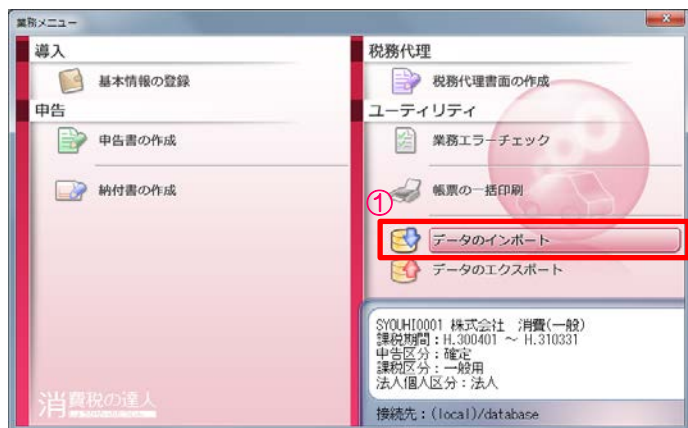 業務メニュー
導入
基本情報の登録
申告
申告書の作成
納付書の作成
税務代理
税務代理書面の作成
ユーティリティ
業務エラーチェック
帳票の一括印刷
①
データのインポート
データのエクスポート
SYOUHI0001 株式会社 消費(一般)
課税期間:H.300401 ～ H.310331
申告区分:確定
課税区分:一般用
法人個人区分:法人
接続先:(local)/database
消費税の達人